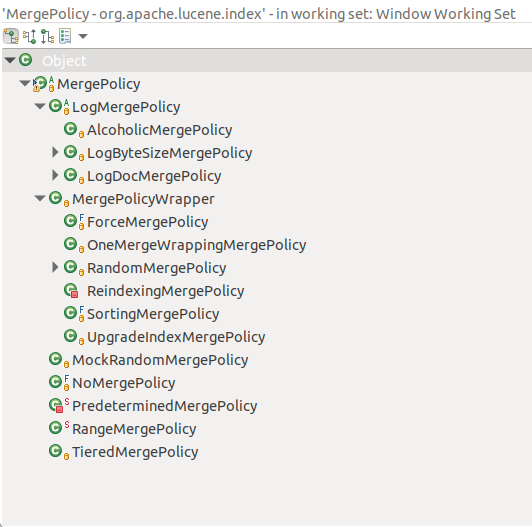 'MergePolicy - org.apache.lucene.index' - in working set: Window Working Set
Object
MergePolicy
LogMergePolicy
AlcoholicMergePolicy
LogByteSizeMergePolicy
LogDocMergePolicy
MergePolicyWrapper
ForceMergePolicy
OneMergeWrappingMergePolicy
RandomMergePolicy
ReindexingMergePolicy
SortingMergePolicy
UpgradeIndexMergePolicy
MockRandomMergePolicy
NoMergePolicy
PredeterminedMergePolicy
RangeMergePolicy
TieredMergePolicy